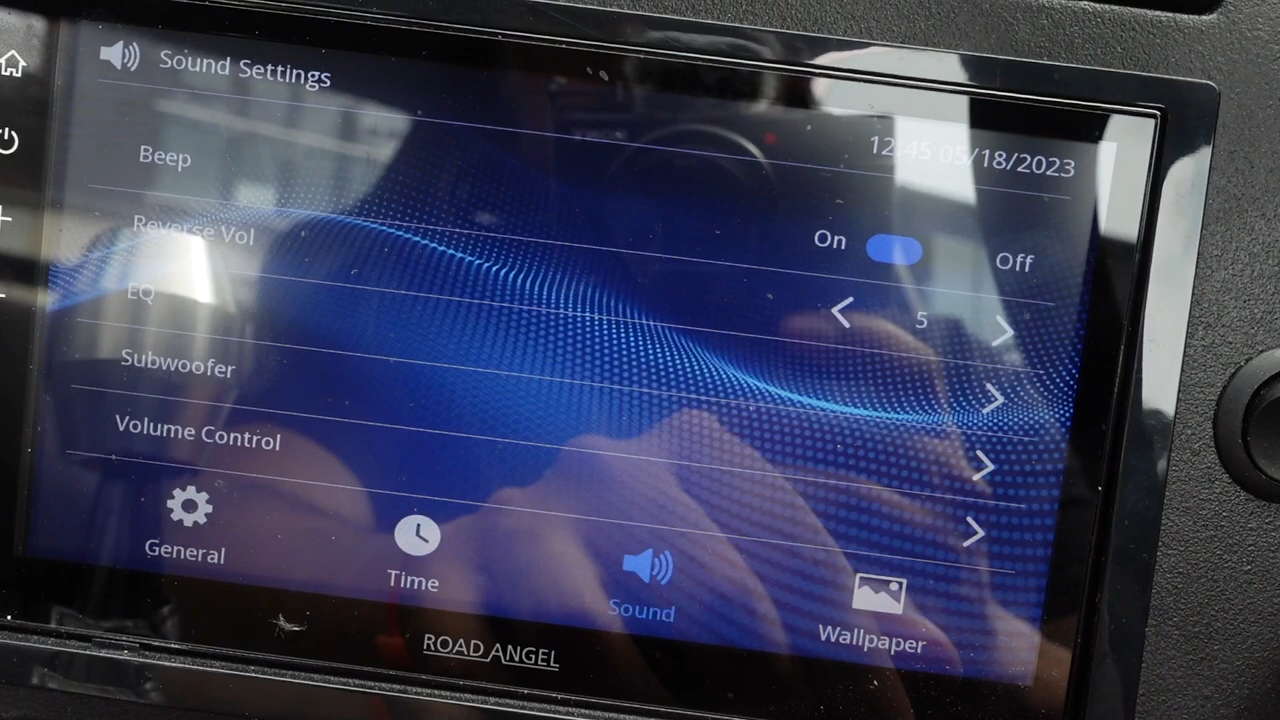 Sound Settings
12:45 05/18/2023
Beep
On Off
Reverse Vol
5
EQ
Subwoofer
Volume Control
General
Time
Sound
Wallpaper
ROAD ANGEL